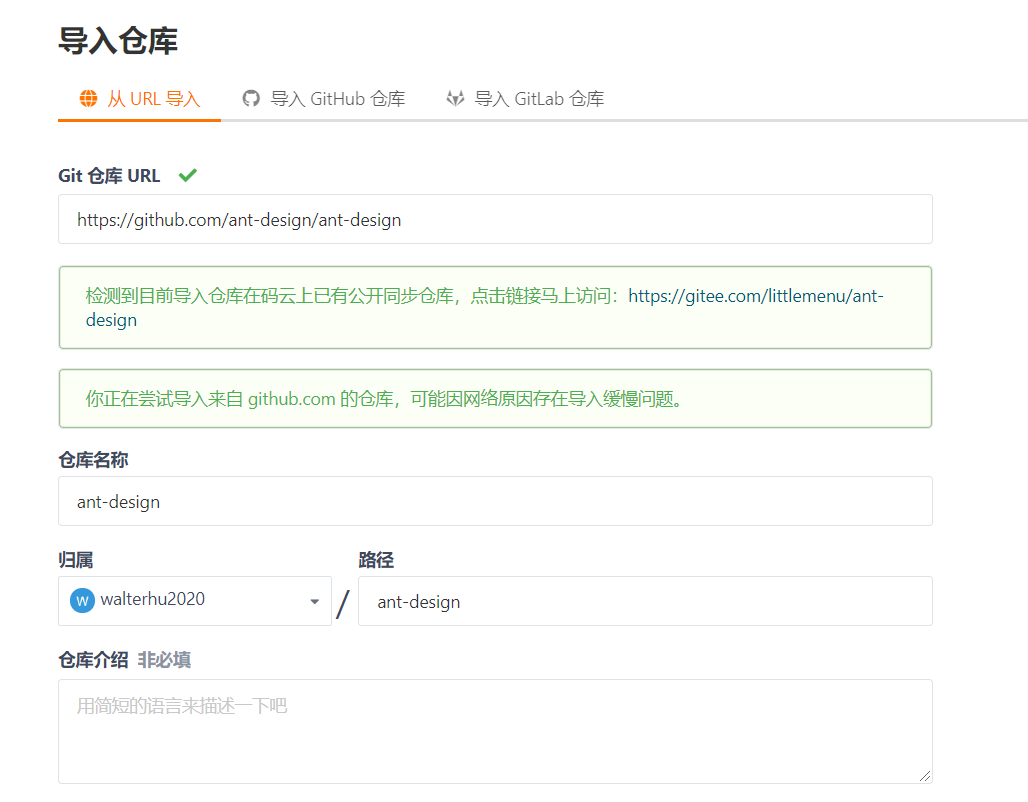 导入仓库
从 URL 导入 导入 GitHub 仓库 导入 GitLab 仓库
Git 仓库 URL
https://github.com/ant-design/ant-design
检测到目前导入仓库在码云上已有公开同步仓库，点击链接马上访问：https://gitee.com/littlemenu/ant-
design
你正在尝试导入来自 github.com 的仓库，可能因网络原因存在导入缓慢问题。
仓库名称
ant-design
归属 路径
W walterhu2020 / ant-design
仓库介绍 非必填
用简短的语言来描述一下吧